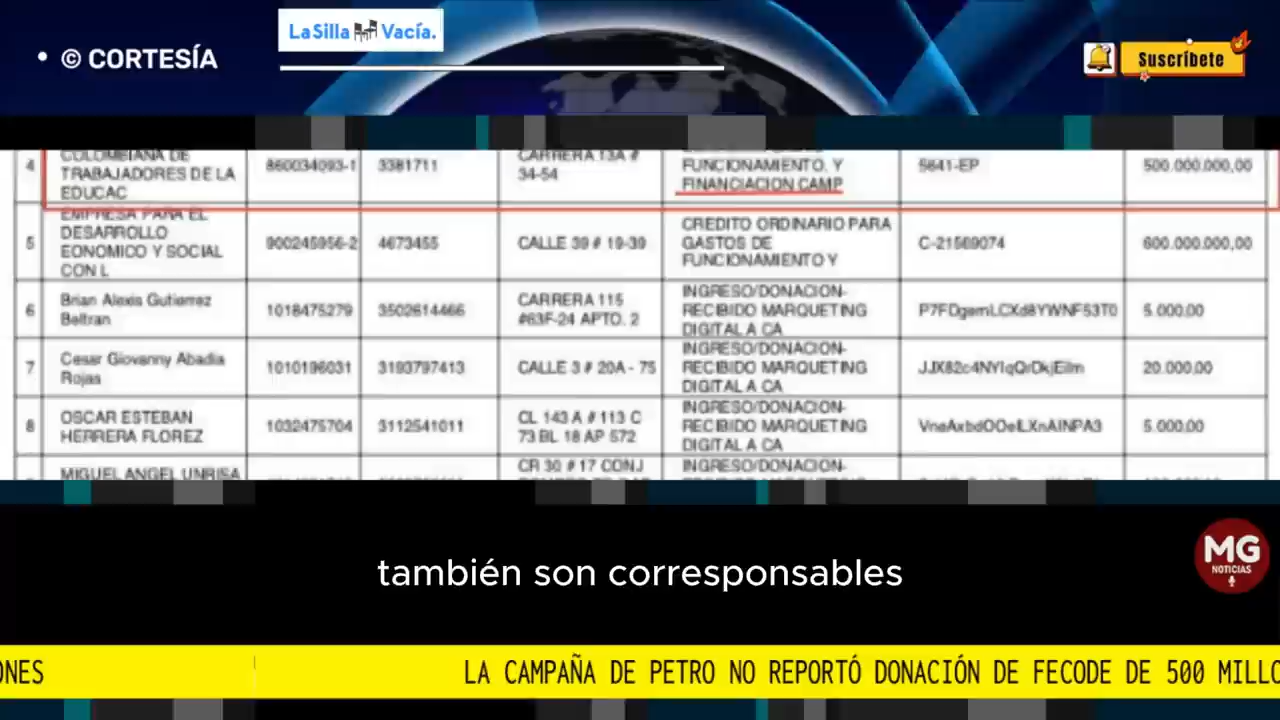 LaSilla Vacía.
• © CORTESÍA
Suscríbete
4
COLOMBIANA DE
TRABAJADORES DE LA
EDUCAC
860034093-1
3381711
CARRERA 13A #
34-54
FUNCIONAMIENTO, Y
FINANCIACION CAMP
5641-EP
500.000.000,00
5
EMPRESA PARA EL
DESARROLLO
EONOMICO Y SOCIAL
CON L
900245956-2
4673455
CALLE 39 # 19-39
CREDITO ORDINARIO PARA
GASTOS DE
FUNCIONAMIENTO Y
C-21569074
600.000.000,00
6
Brian Alexis Gutierrez
Beltran
1018475279
3502614466
CARRERA 115
#63F-24 APTO. 2
INGRESO/DONACION-
RECIBIDO MARQUETING
DIGITAL A CA
5.000,00
7
Cesar Giovanny Abadia
Rojas
1010196031
3193797413
CALLE 3 # 20A - 75
INGRESO/DONACION-
RECIBIDO MARQUETING
DIGITAL A CA
20.000,00
8
OSCAR ESTEBAN
HERRERA FLOREZ
1032475704
3112541011
CL 143 A # 113 C
73 BL 18 AP 572
INGRESO/DONACION-
RECIBIDO MARQUETING
DIGITAL A CA
5.000,00
MIGUEL ANGEL UNRISA
CR 30 # 17 CONJ
INGRESO/DONACION-
también son corresponsables
MG
NOTICIAS
ONES
LA CAMPAÑA DE PETRO NO REPORTÓ DONACIÓN DE FECODE DE 500 MILLO